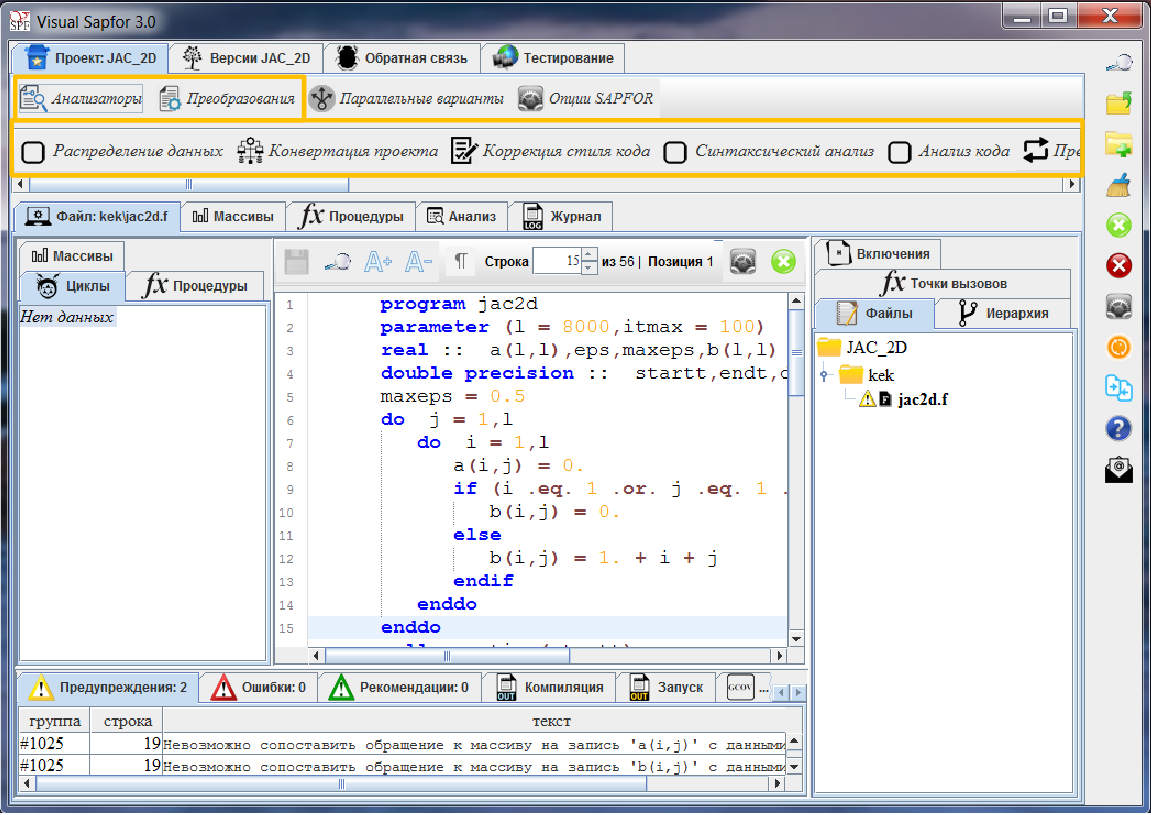 SPF Visual Sapfor 3.0
Проект: JAC_2D Версии JAC_2D Обратная связь Тестирование
Анализаторы Преобразования Параллельные варианты Опции SAPFOR
Распределение данных Конвертация проекта Коррекция стиля кода Синтаксический анализ Анализ кода Пре
Файл: kek\jac2d.f Массивы fx Процедуры Анализ LOG Журнал
Массивы
Циклы fx Процедуры
Нет данных
A+ A- ¶ Строка 15 из 56 | Позиция 1
1 program jac2d
2 parameter (l = 8000,itmax = 100)
3 real :: a(l,l),eps,maxeps,b(l,l)
4 double precision :: startt,endt,
5 maxeps = 0.5
6 do j = 1,l
7 do i = 1,l
8 a(i,j) = 0.
9 if (i .eq. 1 .or. j .eq. 1 .
10 b(i,j) = 0.
11 else
12 b(i,j) = 1. + i + j
13 endif
14 enddo
15 enddo
Включения
fx Точки вызовов
Файлы Иерархия
JAC_2D
kek
F jac2d.f
Предупреждения: 2 Ошибки: 0 Рекомендации: 0 OUT Компиляция OUT Запуск GCOV ...
группа строка текст
#1025 19 Невозможно сопоставить обращение к массиву на запись 'a(i,j)' с данными
#1025 19 Невозможно сопоставить обращение к массиву на запись 'b(i,j)' с данными